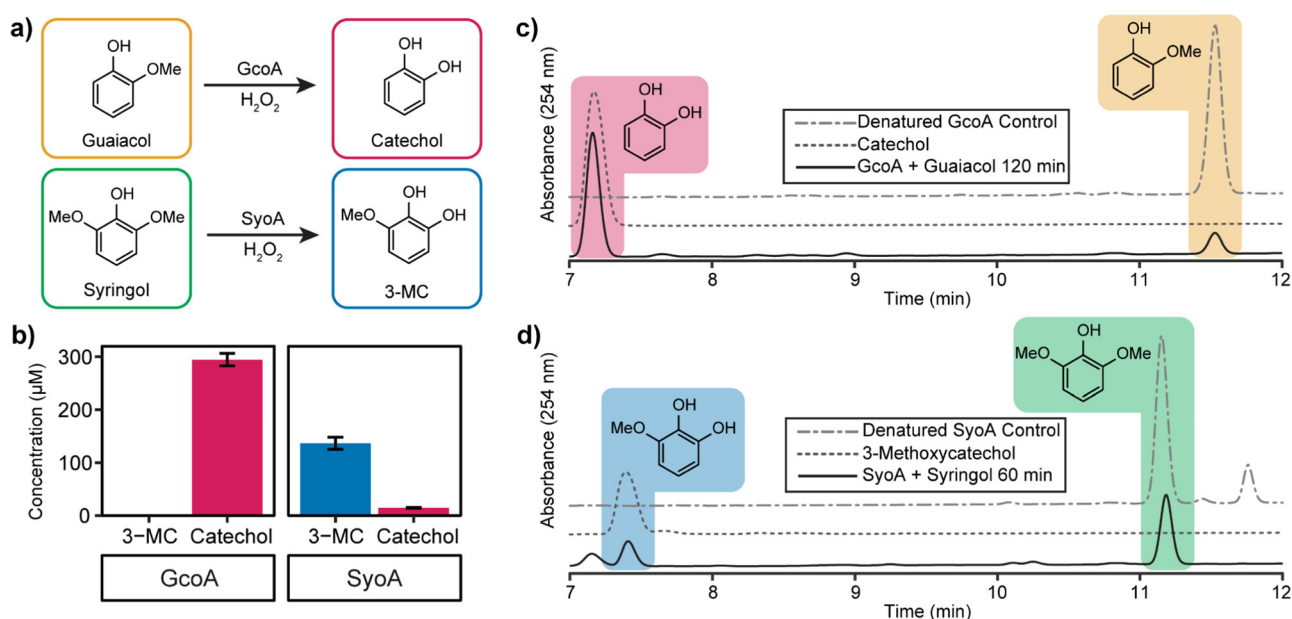 a)
OH
OMe
Guaiacol
GcoA
H₂O₂
OH
OH
Catechol
MeO
OH
OMe
Syringol
SyoA
H₂O₂
MeO
OH
OH
3-MC
b)
Concentration (µM)
300
200
100
0
3−MC
Catechol
3−MC
Catechol
GcoA
SyoA
c)
Absorbance (254 nm)
OH
OH
Denatured GcoA Control
Catechol
GcoA + Guaiacol 120 min
OH
OMe
7
8
9
10
11
12
Time (min)
d)
Absorbance (254 nm)
MeO
OH
OH
Denatured SyoA Control
3-Methoxycatechol
SyoA + Syringol 60 min
MeO
OH
OMe
7
8
9
10
11
12
Time (min)